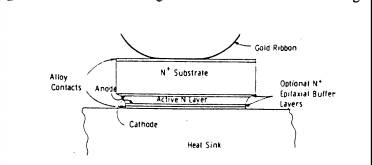 Gold Ribbon
N+ Substrate
Alloy
Contacts
Anode
Optional N+
Epitaxial Buffer
Layers
Active N Layer
Cathode
Heat Sink